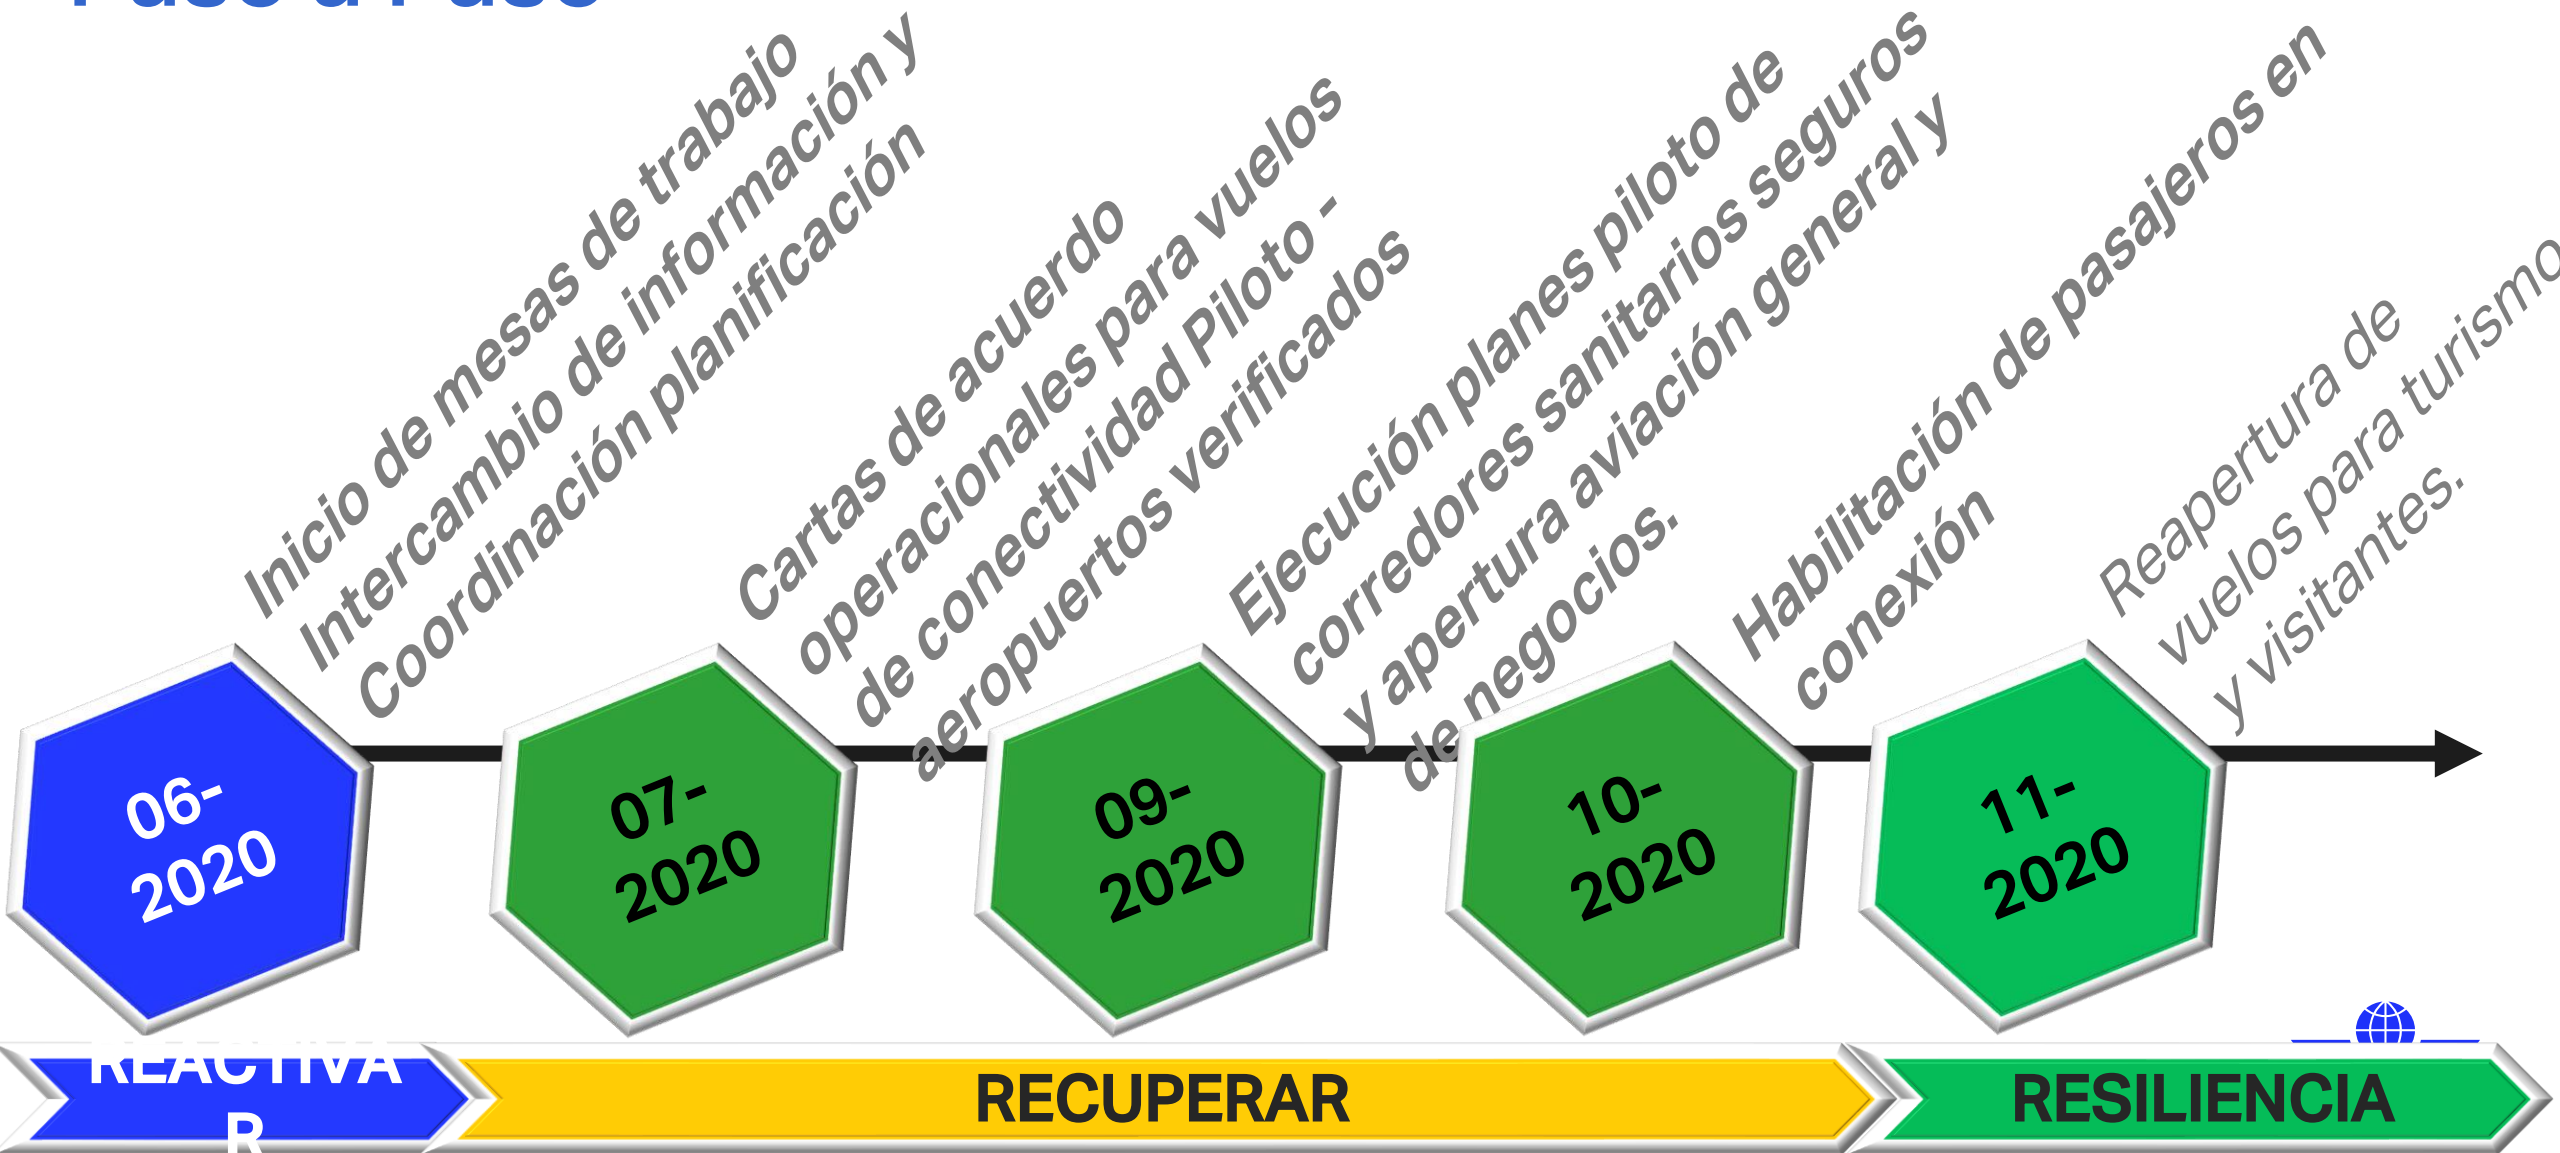 Inicio de mesas de trabajo
Intercambio de información y
Coordinación planificación
Cartas de acuerdo
operacionales para vuelos
de conectividad Piloto -
aeropuertos verificados
Ejecución planes piloto de
corredores sanitarios seguros
y apertura aviación general y
de negocios.
Habilitación de pasajeros en
conexión
Reapertura de
vuelos para turismo
y visitantes.
06-
2020
07-
2020
09-
2020
10-
2020
11-
2020
REACTIVA
R
RECUPERAR
RESILIENCIA